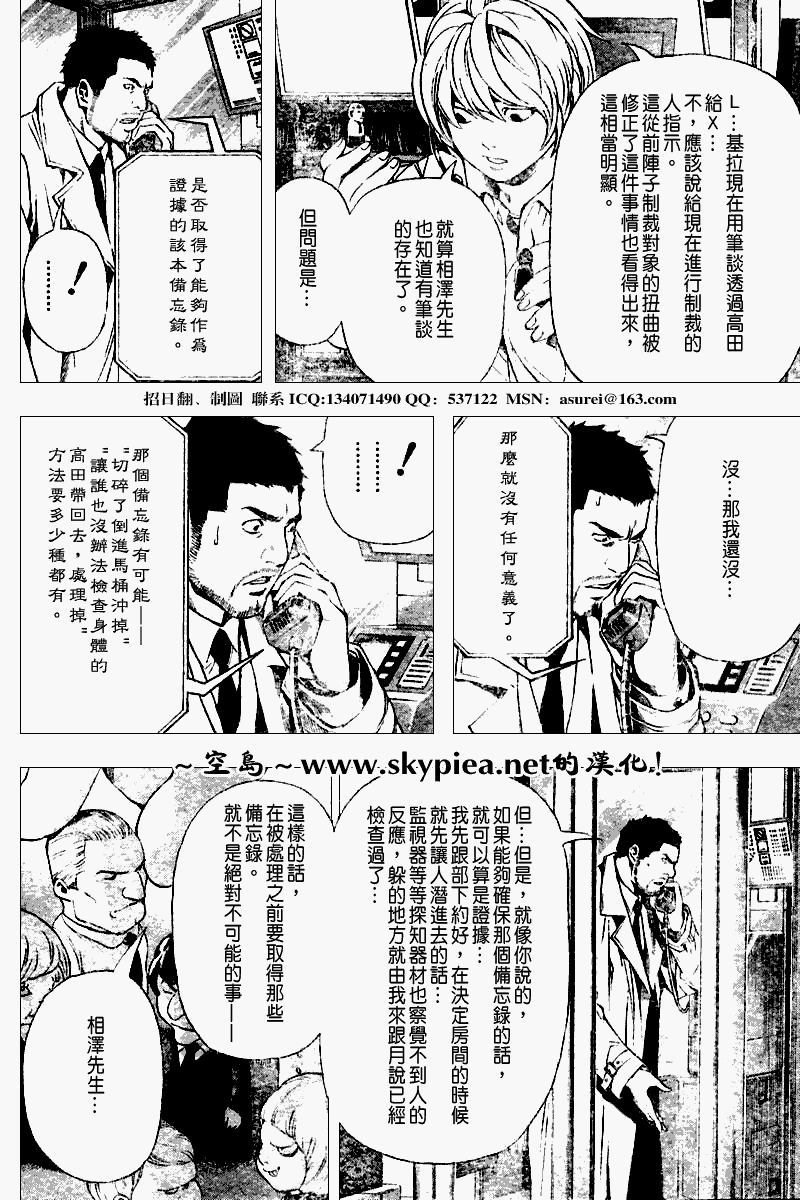 L…基拉現在用筆談透過高田
給X…
不，應該說給現在進行制裁的
人指示。
這從前陣子制裁對象的扭曲被
修正了這件事情也看得出來，
這相當明顯。
就算相澤先生
也知道有筆談
的存在了。
但問題是…
是否取得了能夠作為
證據的該本備忘錄。
……！
招日翻、制圖 聯系ICQ:134071490 QQ：537122 MSN：asurei@163.com
沒…那我還沒…
那麼就沒有任何意義了。
……！
那個備忘錄有可能——
"切碎了倒進馬桶沖掉"
"讓誰也沒辦法檢查身體的
高田帶回去，處理掉"
方法要多少種都有。
~空島~www.skypiea.net的漢化!
但…但是，就像你說的，
如果能夠確保那個備忘錄的話，
就可以算是證據…
我先跟部下約好，在決定房間的時候
就先讓人潛進去的話…
監視器等等探知器材也察覺不到人的
反應，躲的地方就由我來跟月說已經
檢查過了…
這樣的話，
在被處理之前要取得那些
備忘錄。
就不是絕對不可能的事——
相澤先生…